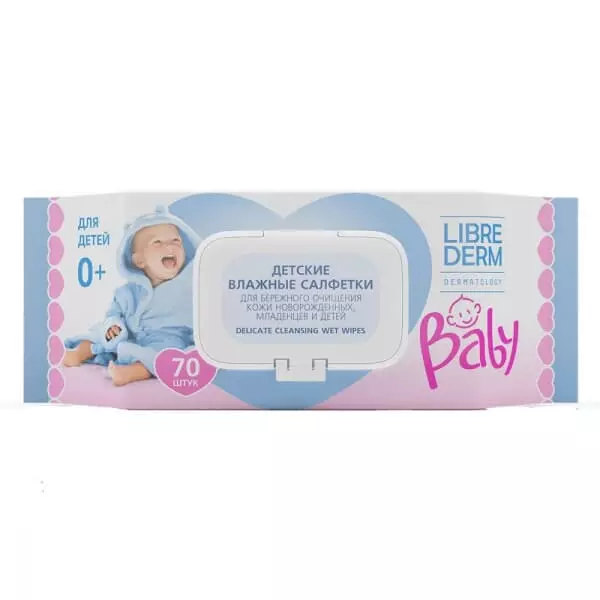 ДЛЯ
ДЕТЕЙ
0+
70
ШТУК
ДЕТСКИЕ
ВЛАЖНЫЕ САЛФЕТКИ
ДЛЯ БЕРЕЖНОГО ОЧИЩЕНИЯ
КОЖИ НОВОРОЖДЕННЫХ,
МЛАДЕНЦЕВ И ДЕТЕЙ
DELICATE CLEANSING WET WIPES
LIBRE
DERM
DERMATOLOGY
Baby